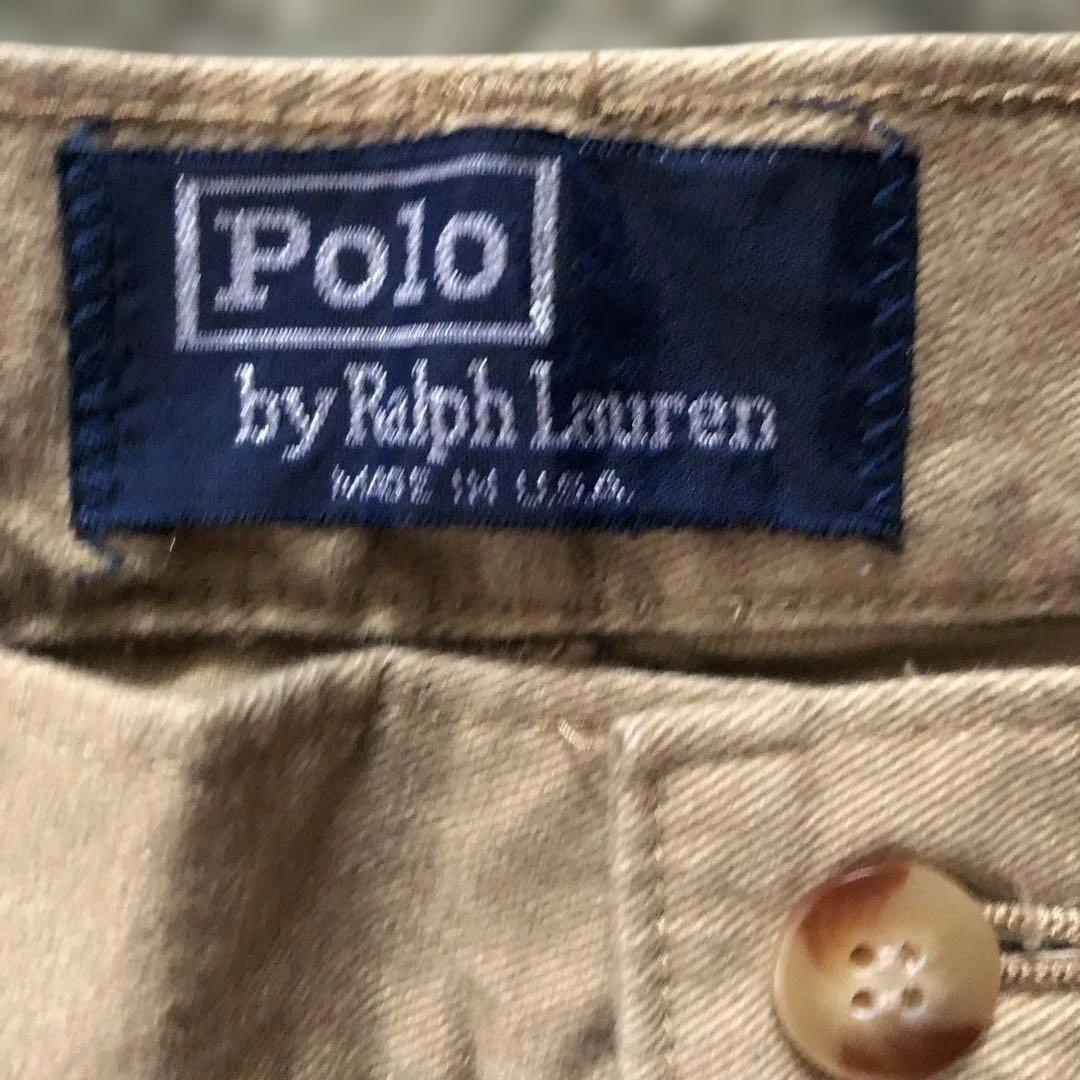 Polo
by Ralph Lauren
MADE IN U.S.A.